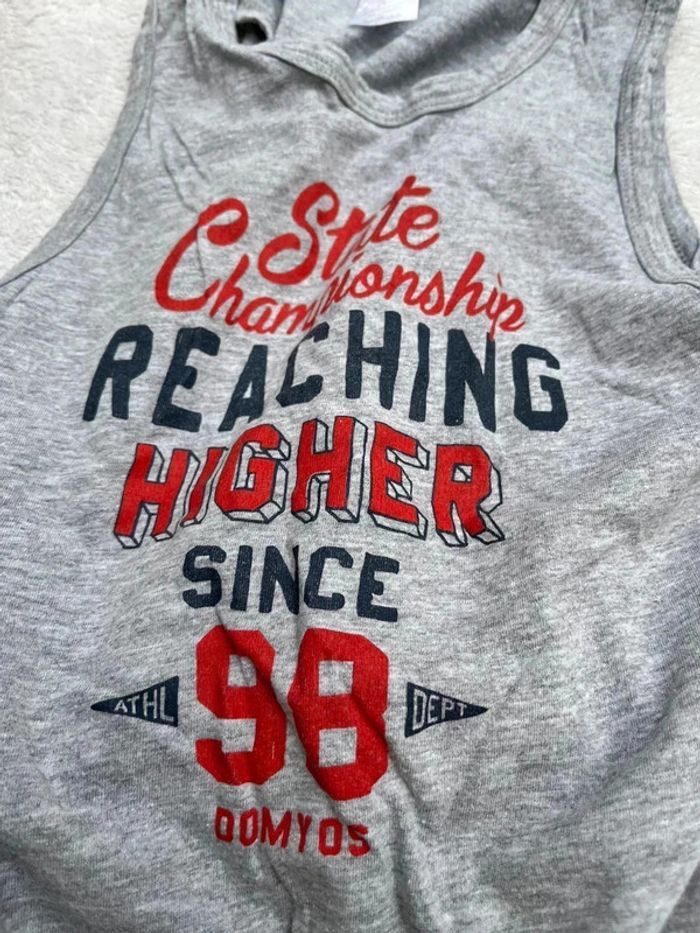 State
Championship
REACHING
HIGHER
SINCE
ATHL 98 DEPT
DOMYOS